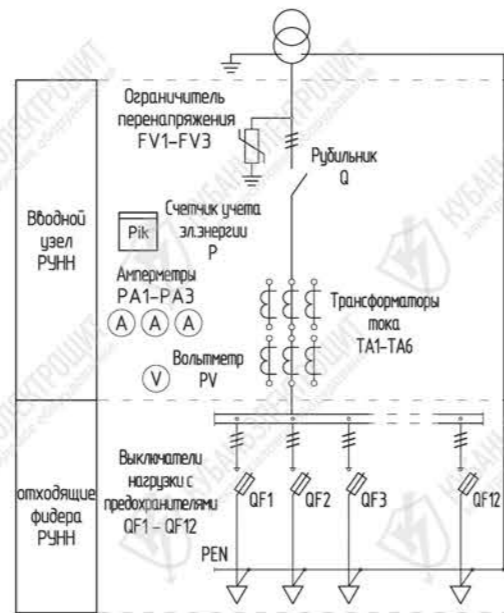 Ограничитель
перенапряжения
FV1-FV3
Рубильник
Q
Вводной
узел
РУНН
Счетчик учета
эл.энергии
P
Pik
Амперметры
PA1-PA3
A A A
Трансформаторы
тока
TA1-TA6
Вольтметр
PV
V
отходящие
фидера
РУНН
Выключатели
нагрузки с
предохранителями
QF1 - QF12
QF1
QF2
QF3
QF12
PEN
КУБАНЬЭЛЕКТРОЩИТ